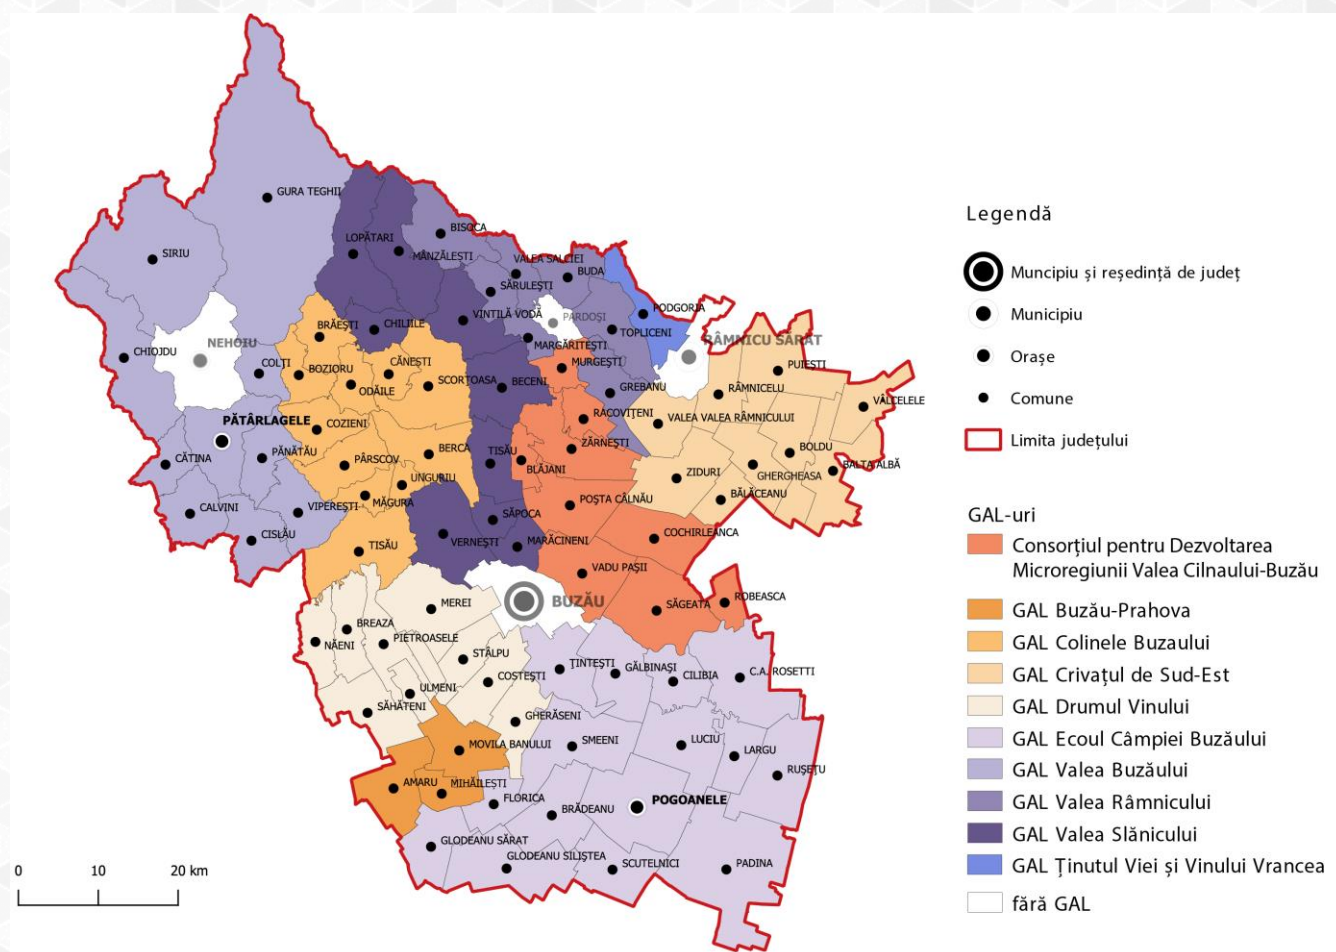 GURA TEGHII
SIRIU
LOPĂTARI
BISOCA
MÂNZĂLEȘTI
VALEA SALCIEI
BUDA
SĂRULEȘTI
PODGORIA
VINTILĂ VODĂ
PARDOȘI
TOPLICENI
BRĂEȘTI
CHILIILE
MARGĂRITEȘTI
RÂMNICU SĂRAT
NEHOIU
CHIOJDU
COLȚI
BOZIORU
CĂNEȘTI
MURGEȘTI
PUIEȘTI
ODĂILE
SCORȚOASA
BECENI
GREBANU
RÂMNICELU
VÂLCELELE
PĂTÂRLAGELE
COZIENI
RACOVIȚENI
VALEA VALEA RÂMNICULUI
CĂTINA
PĂNĂTĂU
PÂRSCOV
BERCA
TISĂU
ZĂRNEȘTI
BLĂJANI
BOLDU
BALTA ALBĂ
GHERGHEASA
ZIDURI
UNGURIU
MĂGURA
BĂLĂCEANU
CALVINI
VIPEREȘTI
POȘTA CÂLNĂU
SĂPOCA
CISLĂU
TISĂU
VERNEȘTI
MARĂCINENI
COCHIRLEANCA
VADU PAȘII
MEREI
BUZĂU
SĂGEATA
ROBEASCA
BREAZA
NĂENI
PIETROASELE
STÂLPU
ȚINTEȘTI
GĂLBINAȘI
CILIBIA
C.A. ROSETTI
ULMENI
COSTEȘTI
SĂHĂTENI
GHERĂSENI
MOVILA BANULUI
SMEENI
LUCIU
LARGU
RUȘEȚU
AMARU
MIHĂILEȘTI
FLORICA
BRĂDEANU
POGOANELE
GLODEANU SĂRAT
GLODEANU SILIȘTEA
SCUTELNICI
PADINA
0 10 20 km
Legendă
Muncipiu și reședință de județ
Municipiu
Orașe
Comune
Limita județului
GAL-uri
Consorțiul pentru Dezvoltarea
Microregiunii Valea Cilnaului-Buzău
GAL Buzău-Prahova
GAL Colinele Buzaului
GAL Crivațul de Sud-Est
GAL Drumul Vinului
GAL Ecoul Câmpiei Buzăului
GAL Valea Buzăului
GAL Valea Râmnicului
GAL Valea Slănicului
GAL Ținutul Viei și Vinului Vrancea
fără GAL